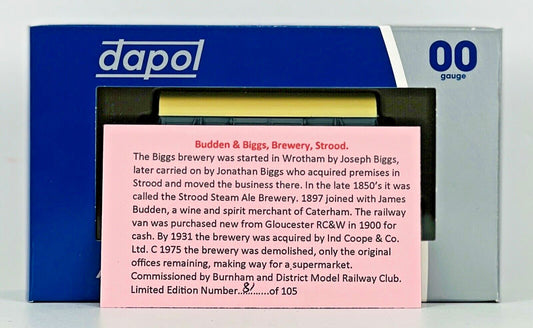 dapol
00
gauge
Budden & Biggs, Brewery, Strood.
The Biggs brewery was started in Wrotham by Joseph Biggs,
later carried on by Jonathan Biggs who acquired premises in
Strood and moved the business there. In the late 1850's it was
called the Strood Steam Ale Brewery. 1897 joined with James
Budden, a wine and spirit merchant of Caterham. The railway
van was purchased new from Gloucester RC&W in 1900 for
cash. By 1931 the brewery was acquired by Ind Coope & Co.
Ltd. C 1975 the brewery was demolished, only the original
offices remaining, making way for a supermarket.
Commissioned by Burnham and District Model Railway Club.
Limited Edition Number..81..........of 105